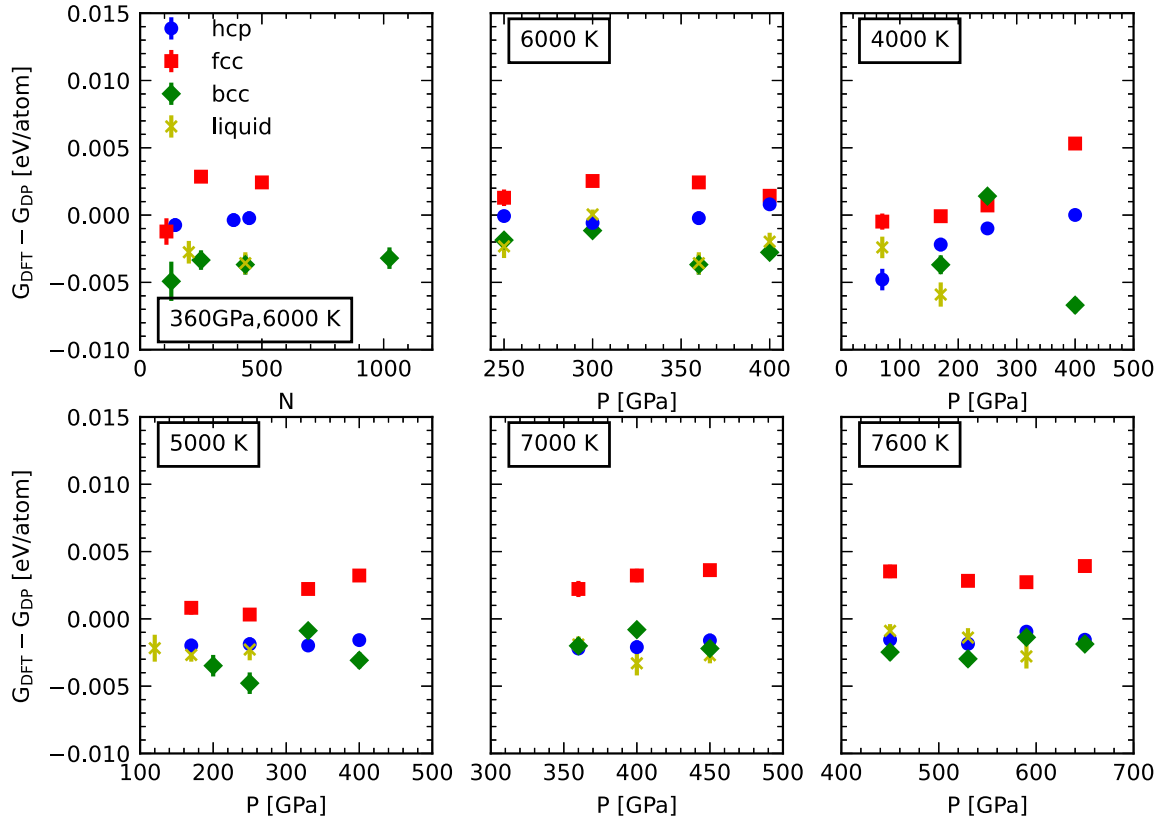 0.015
0.010
0.005
0.000
−0.005
−0.010
G_DFT − G_DP [eV/atom]
hcp
fcc
bcc
liquid
360GPa,6000 K
0 500 1000
N
6000 K
250 300 350 400
P [GPa]
4000 K
0 100 200 300 400 500
P [GPa]
0.015
0.010
0.005
0.000
−0.005
−0.010
G_DFT − G_DP [eV/atom]
5000 K
100 200 300 400 500
P [GPa]
7000 K
300 350 400 450 500
P [GPa]
7600 K
400 500 600 700
P [GPa]